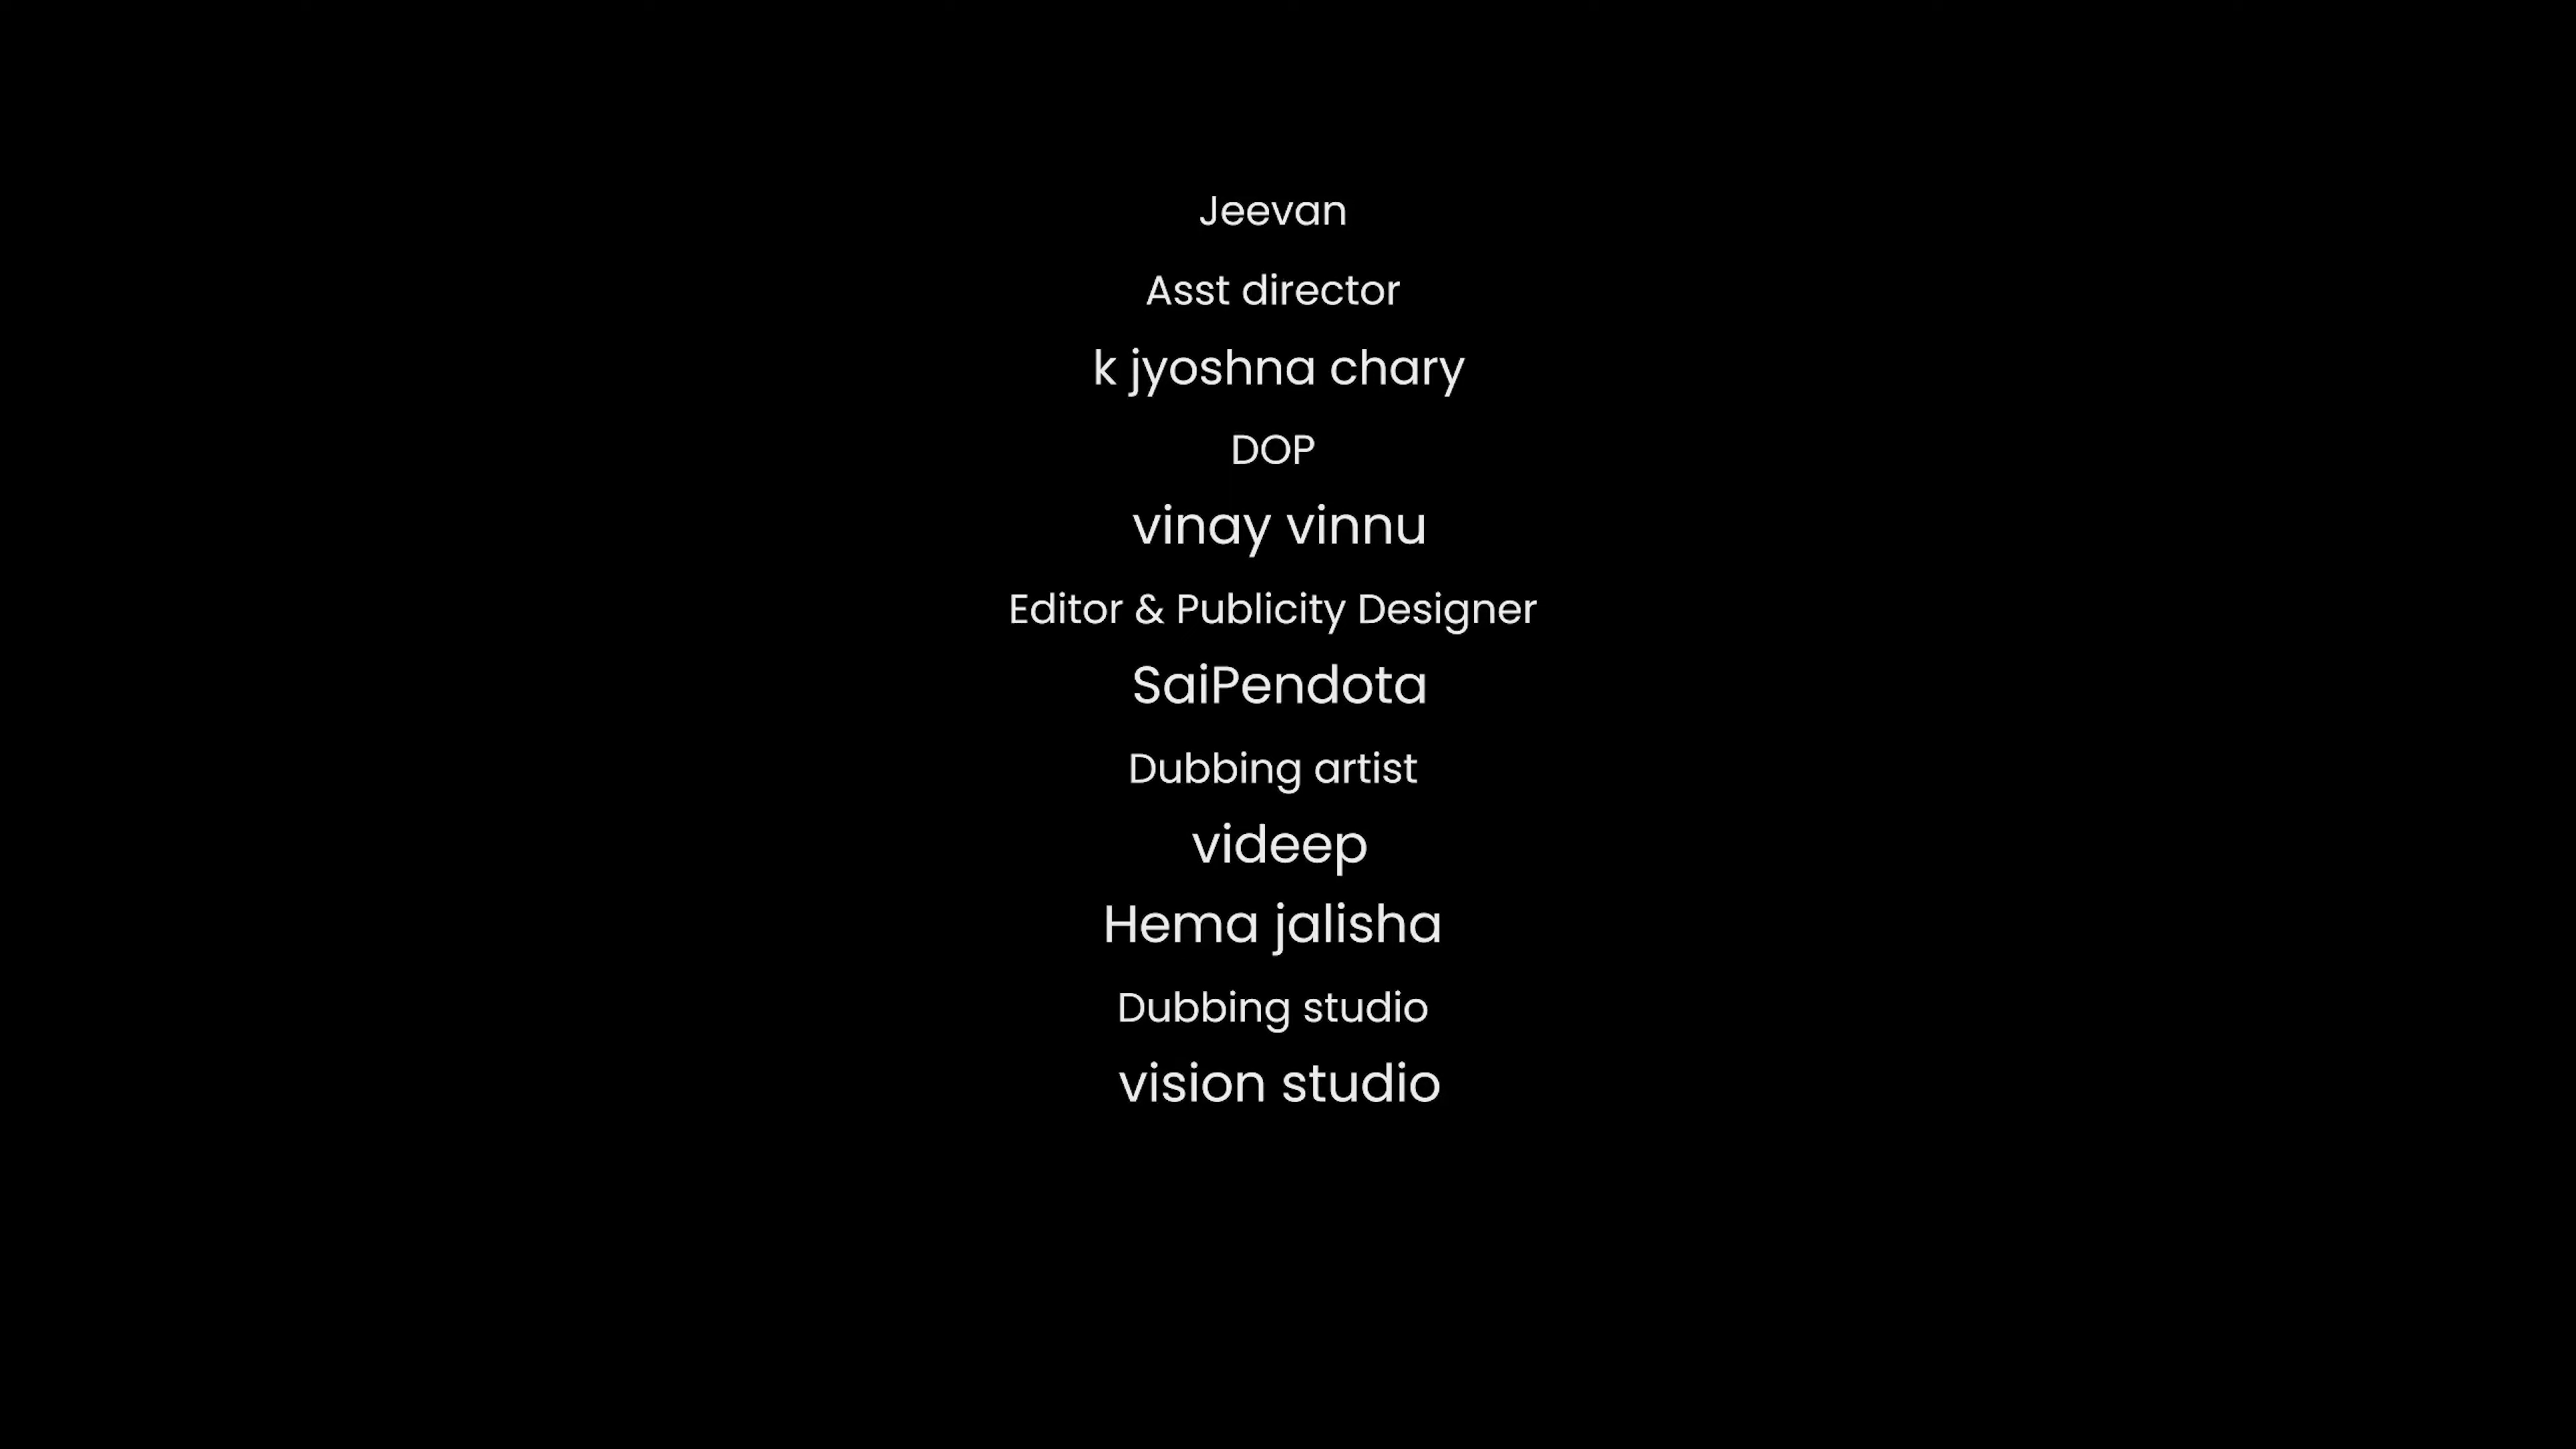 Jeevan
Asst director
k jyoshna chary
DOP
vinay vinnu
Editor & Publicity Designer
SaiPendota
Dubbing artist
videep
Hema jalisha
Dubbing studio
vision studio